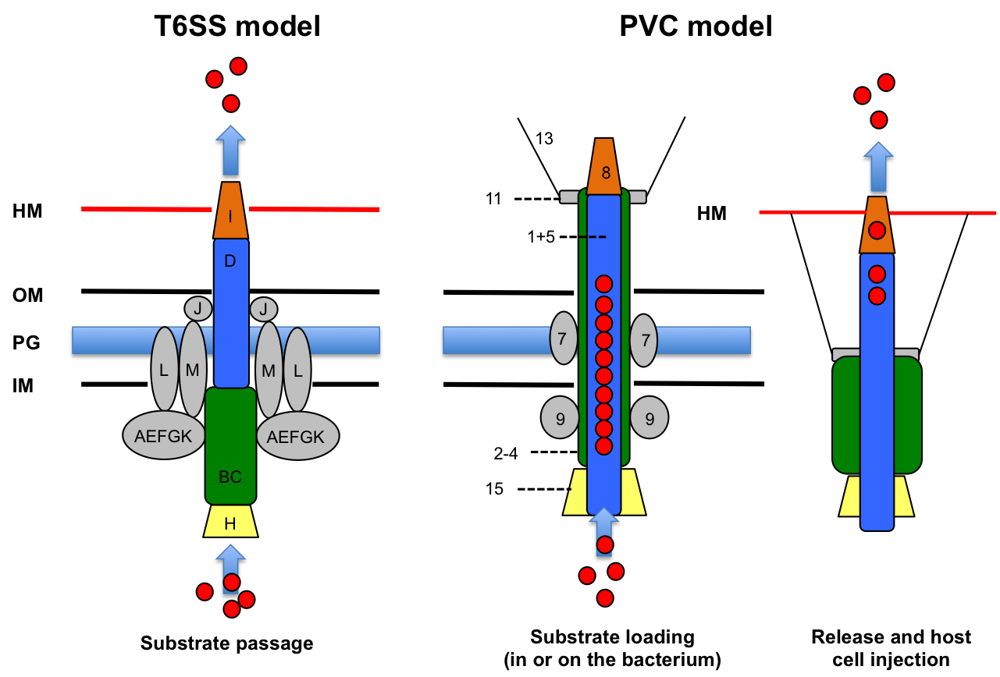 T6SS model
PVC model
13
8
11
1+5
HM
I
HM
D
OM
J
J
PG
7
7
L
M
M
L
IM
9
9
AEFGK
AEFGK
2-4
BC
15
H
Substrate passage
Substrate loading
(in or on the bacterium)
Release and host
cell injection